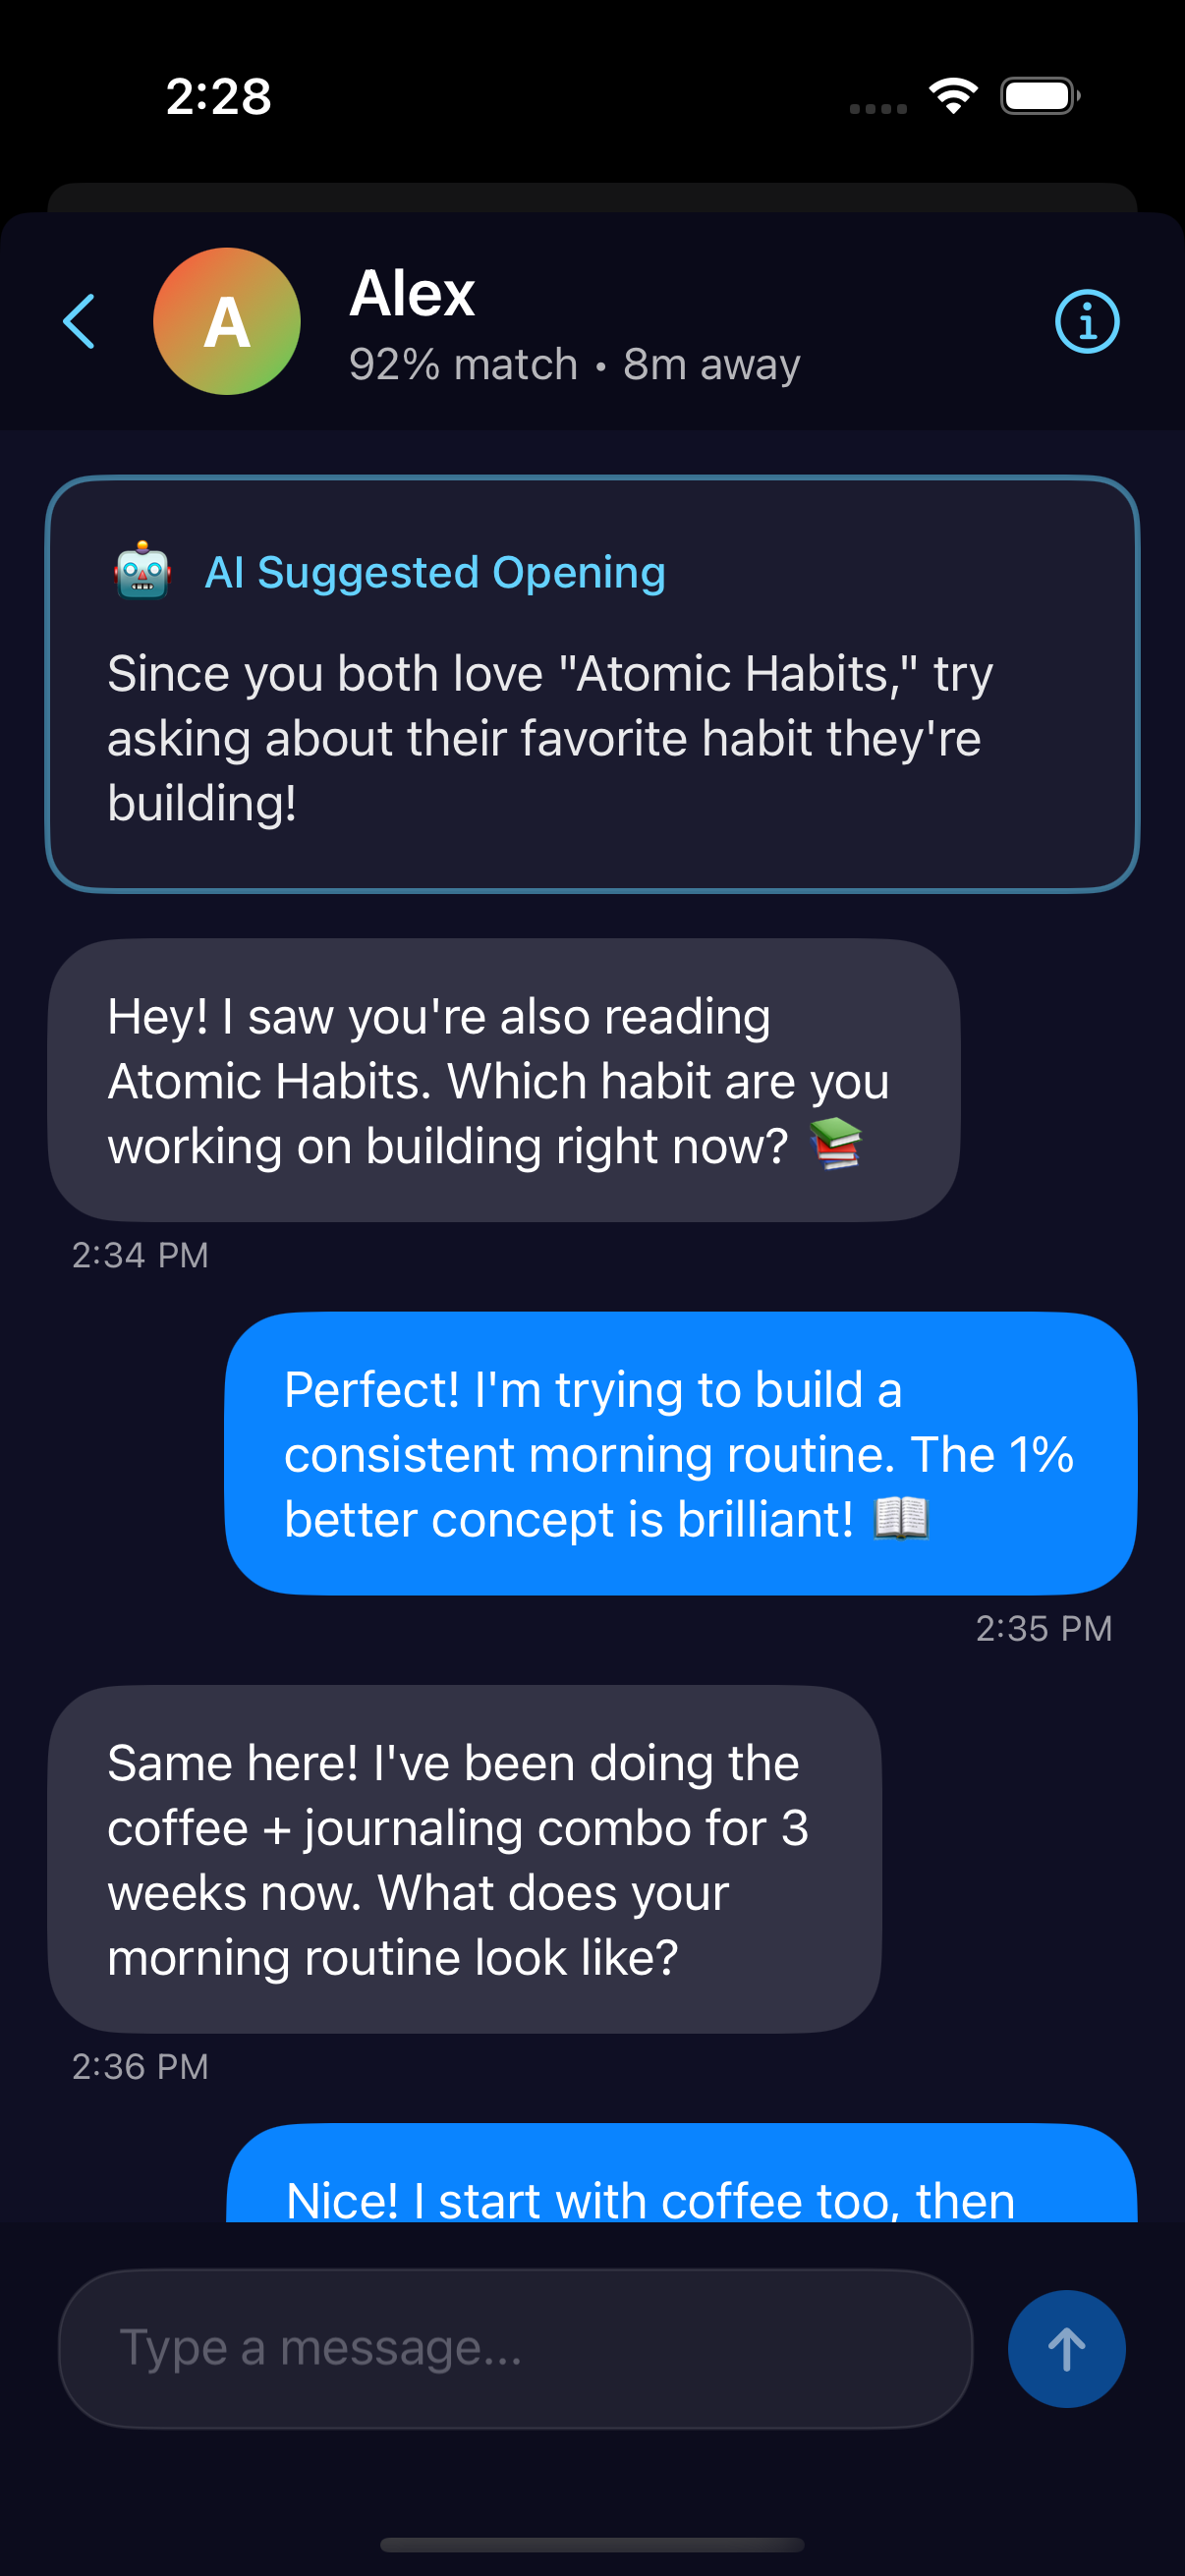 2:28
A
Alex
92% match • 8m away
AI Suggested Opening
Since you both love "Atomic Habits," try
asking about their favorite habit they're
building!
Hey! I saw you're also reading
Atomic Habits. Which habit are you
working on building right now? 📚
2:34 PM
Perfect! I'm trying to build a
consistent morning routine. The 1%
better concept is brilliant! 📖
2:35 PM
Same here! I've been doing the
coffee + journaling combo for 3
weeks now. What does your
morning routine look like?
2:36 PM
Nice! I start with coffee too, then
Type a message...